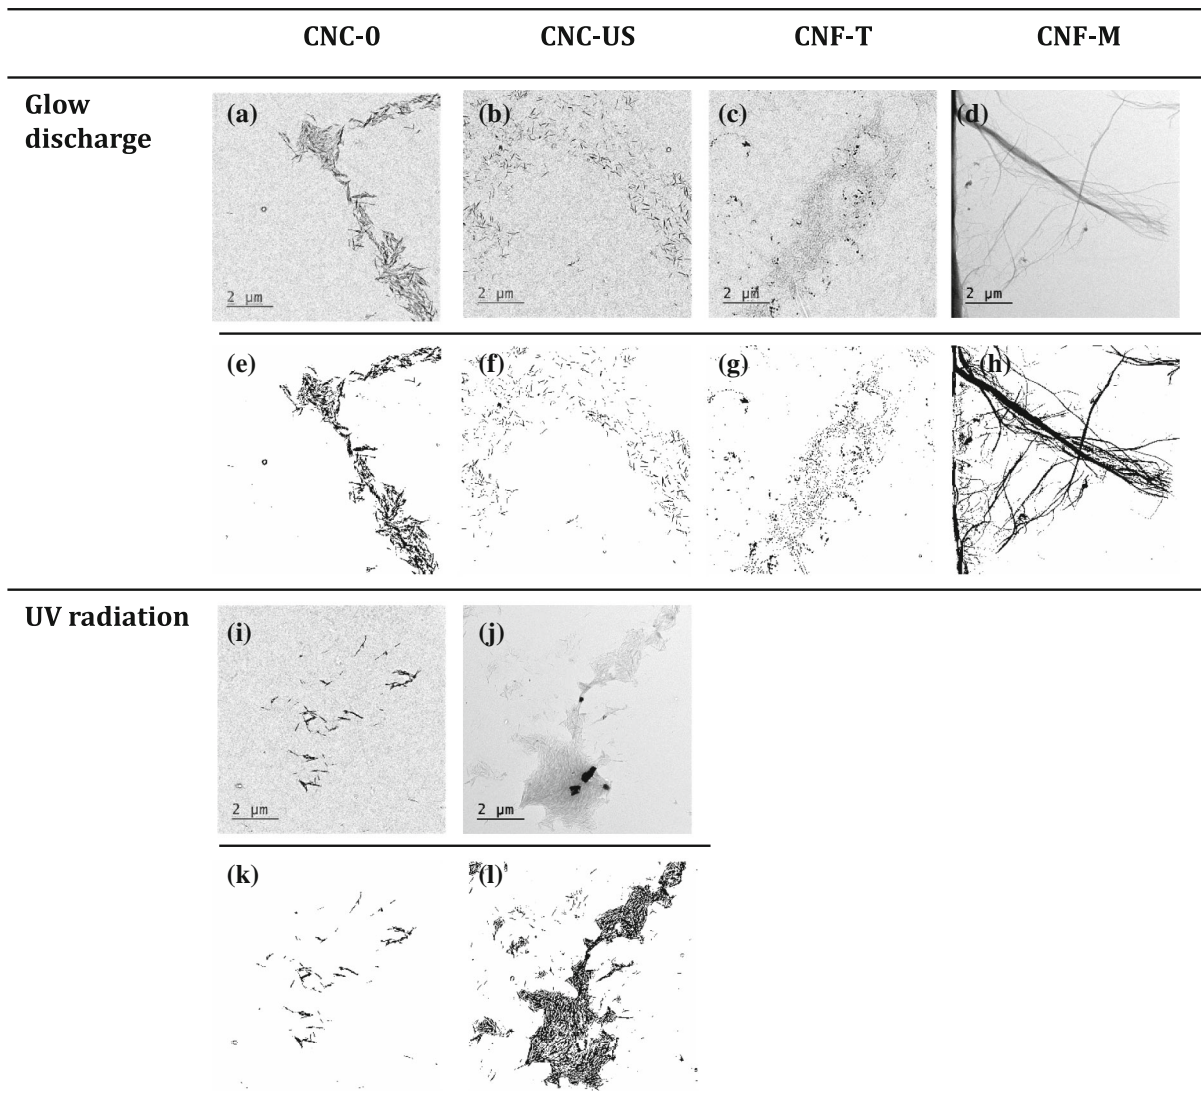 CNC-0 CNC-US CNF-T CNF-M
Glow
discharge
(a) (b) (c) (d)
2 μm 2 μm 2 μm 2 μm
(e) (f) (g) (h)
UV radiation
(i) (j)
2 μm 2 μm
(k) (l)